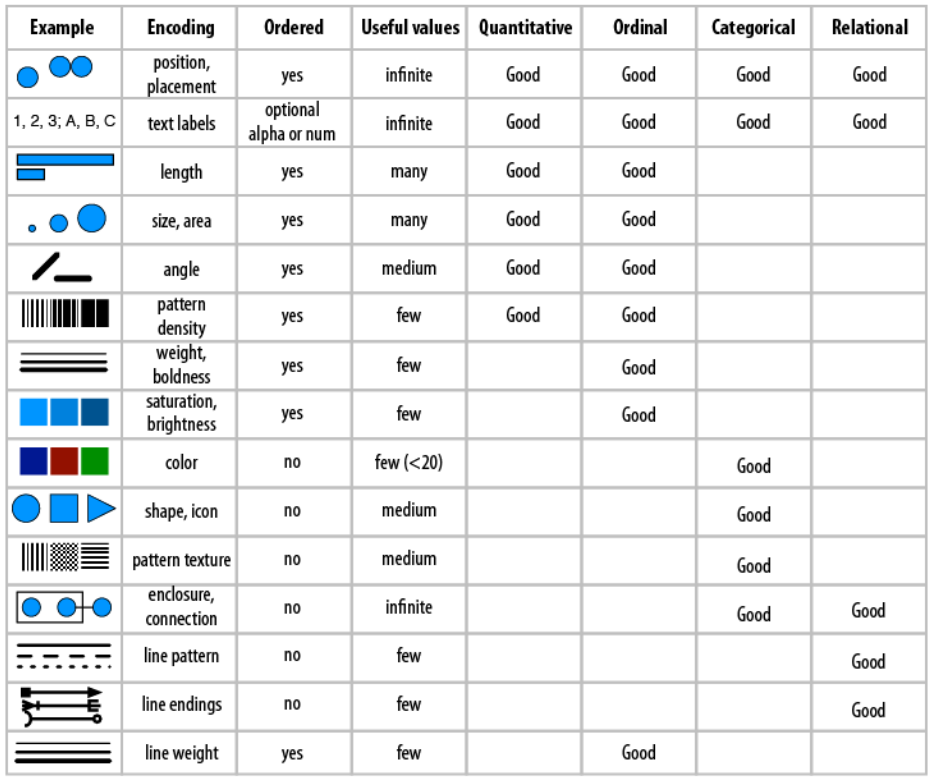 Example Encoding Ordered Useful values Quantitative Ordinal Categorical Relational
position,
placement yes infinite Good Good Good Good
1, 2, 3; A, B, C text labels optional
alpha or num infinite Good Good Good Good
length yes many Good Good
size, area yes many Good Good
angle yes medium Good Good
pattern
density yes few Good Good
weight,
boldness yes few Good
saturation,
brightness yes few Good
color no few (<20) Good
shape, icon no medium Good
pattern texture no medium Good
enclosure,
connection no infinite Good Good
line pattern no few Good
line endings no few Good
line weight yes few Good